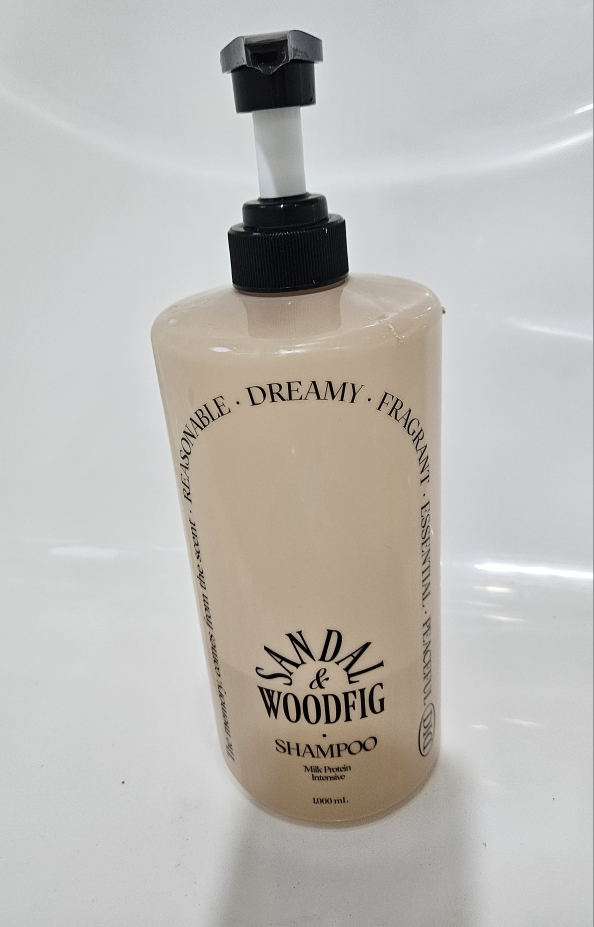 The memory comes from the scent · REASONABLE · DREAMY · FRAGRANT · ESSENTIAL · PEACEFUL
SANDAL
&
WOODFIG
·
SHAMPOO
Milk Protein
Intensive
1,000 mL